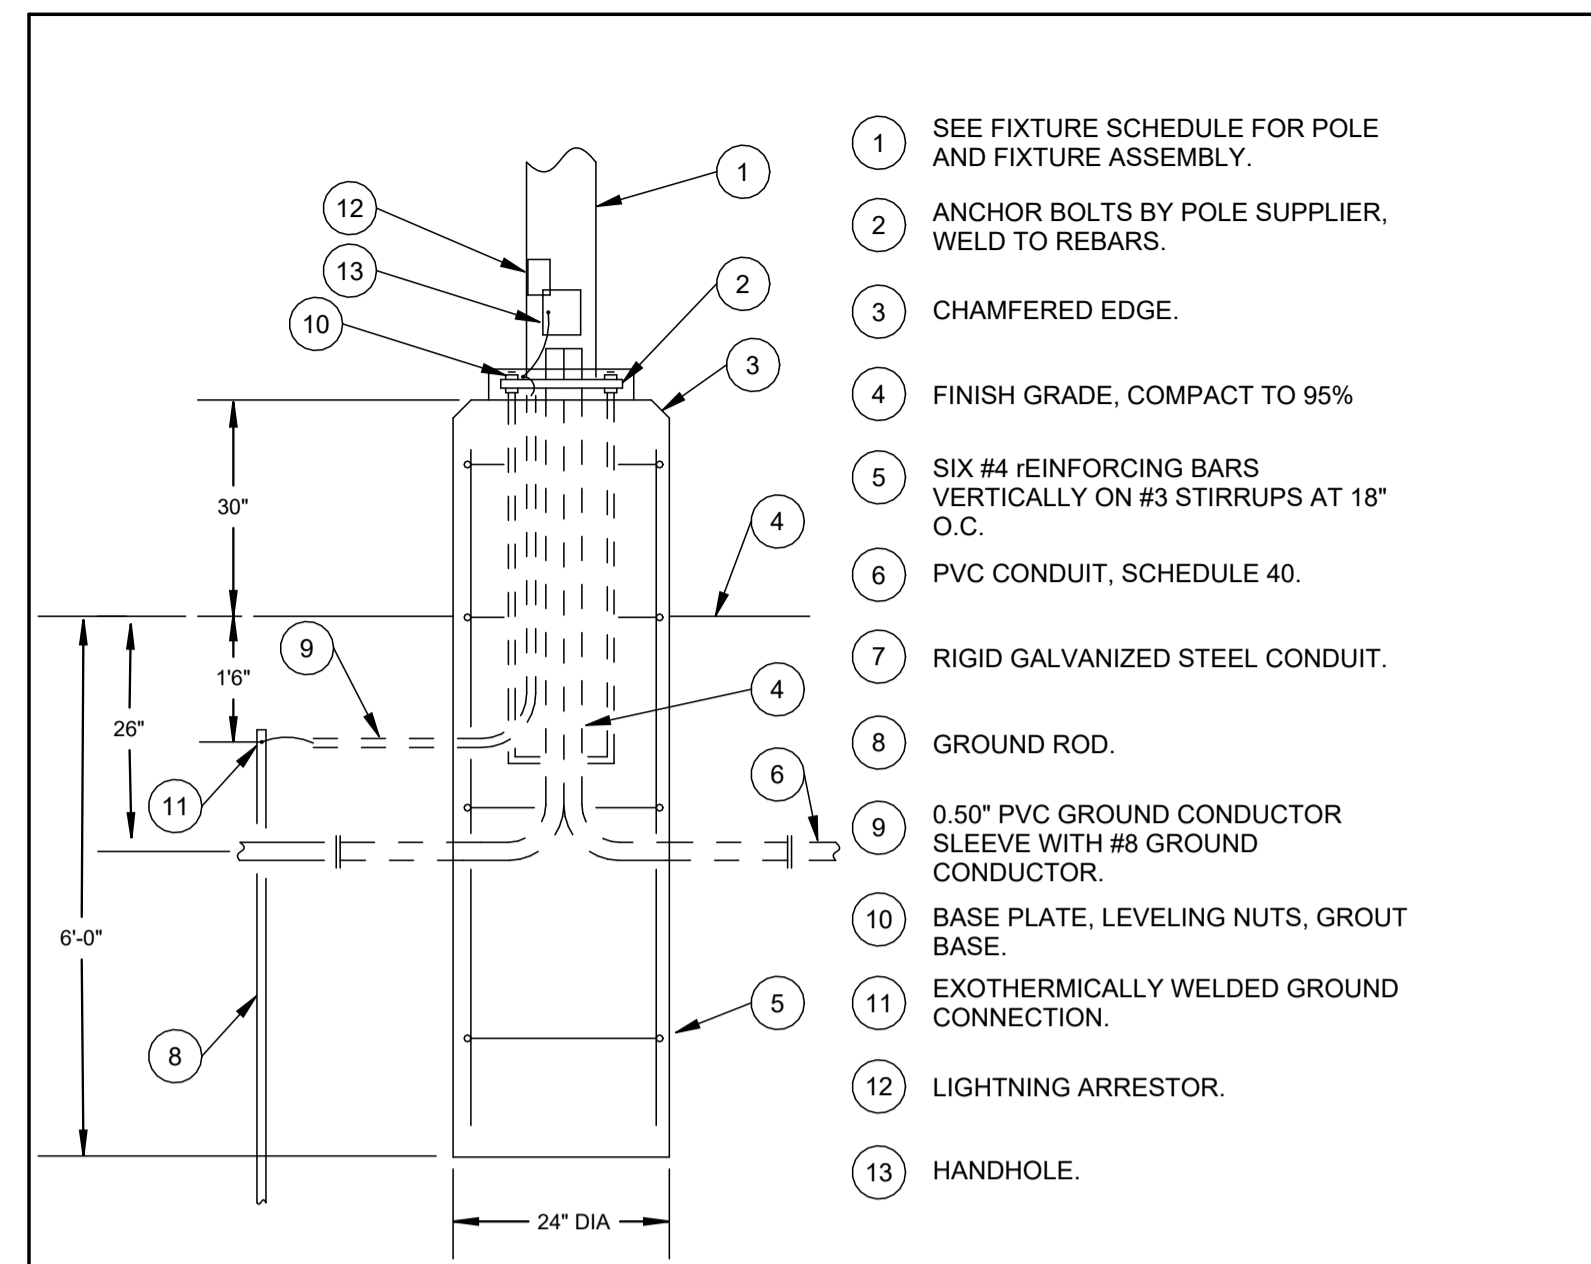 1 SEE FIXTURE SCHEDULE FOR POLE
AND FIXTURE ASSEMBLY.
2 ANCHOR BOLTS BY POLE SUPPLIER,
WELD TO REBARS.
3 CHAMFERED EDGE.
4 FINISH GRADE, COMPACT TO 95%
5 SIX #4 rEINFORCING BARS
VERTICALLY ON #3 STIRRUPS AT 18"
O.C.
6 PVC CONDUIT, SCHEDULE 40.
7 RIGID GALVANIZED STEEL CONDUIT.
8 GROUND ROD.
9 0.50" PVC GROUND CONDUCTOR
SLEEVE WITH #8 GROUND
CONDUCTOR.
10 BASE PLATE, LEVELING NUTS, GROUT
BASE.
11 EXOTHERMICALLY WELDED GROUND
CONNECTION.
12 LIGHTNING ARRESTOR.
13 HANDHOLE.
1
12
13
2
10
3
30"
4
9
1'6"
4
26"
6
11
6'-0"
5
8
24" DIA